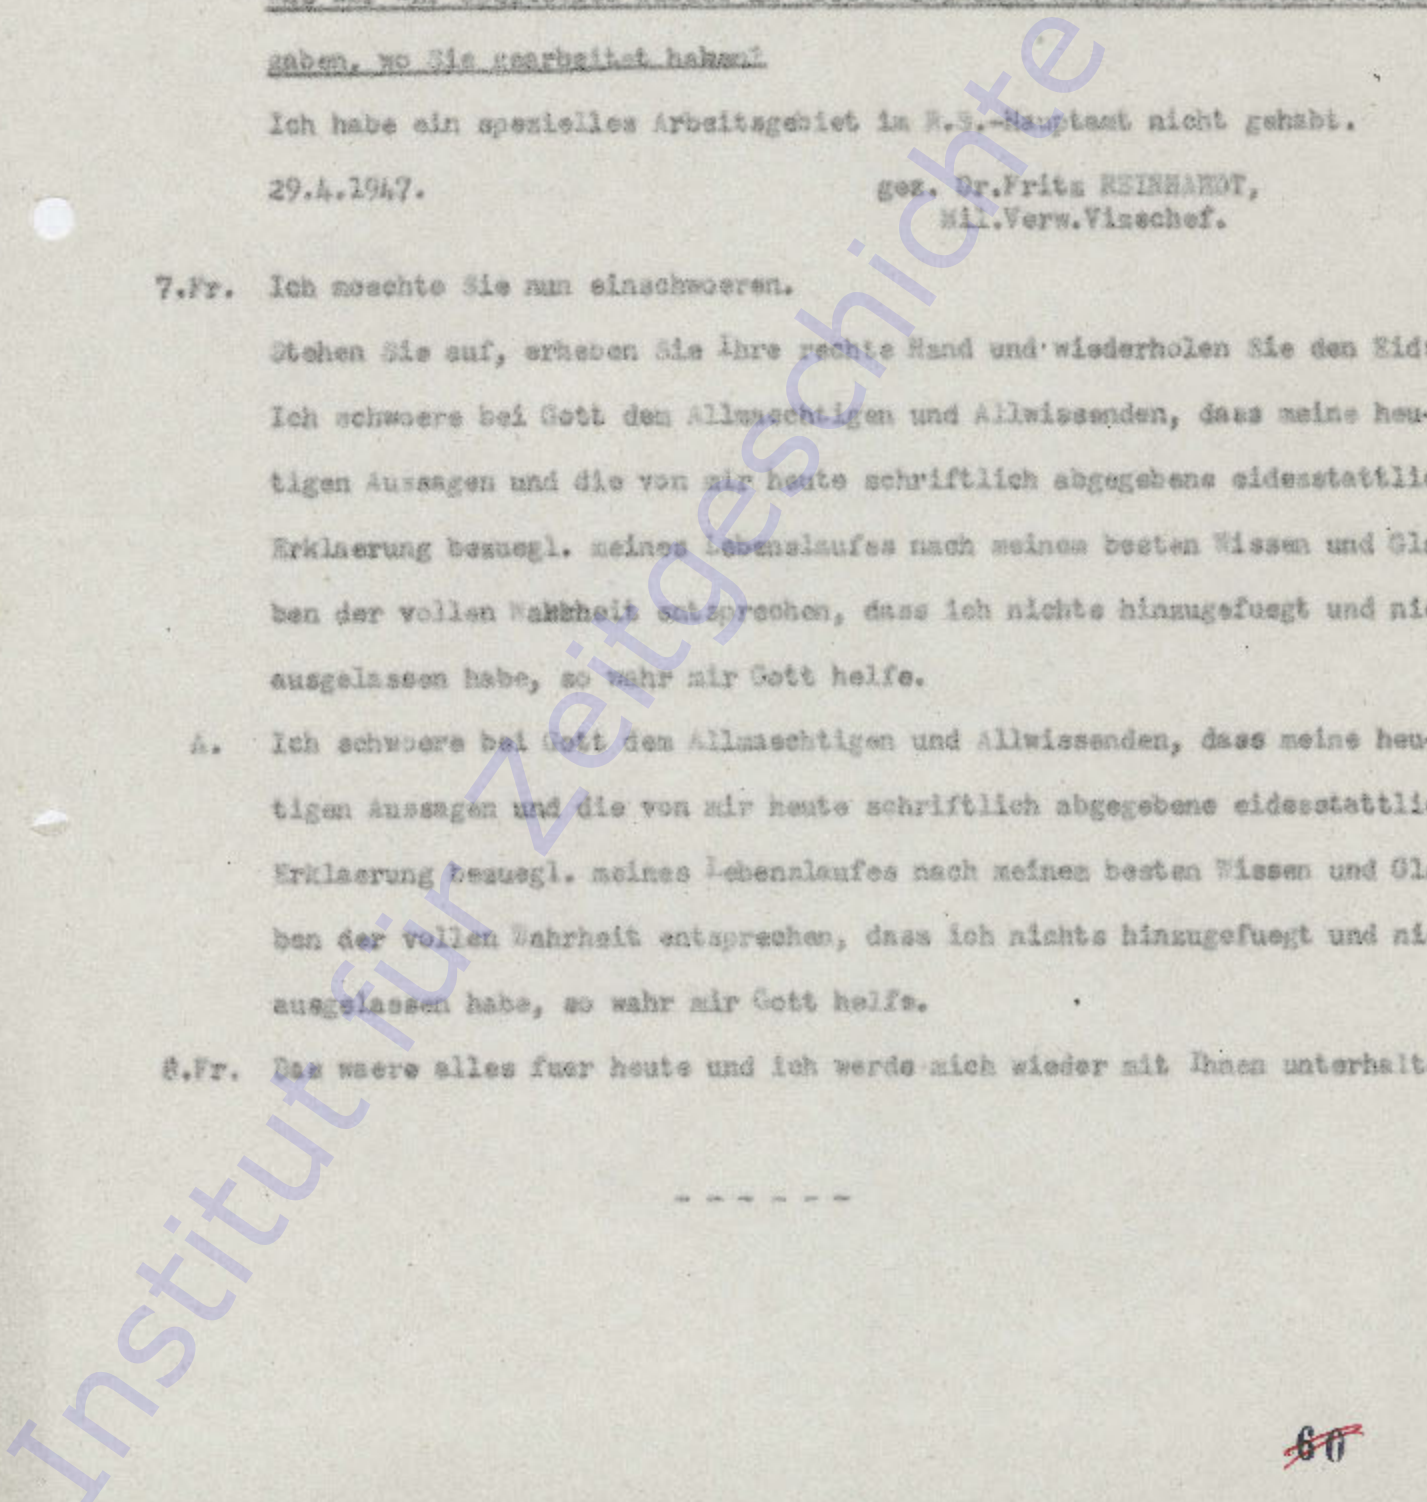 gaben, wo Sie gearbeitet haben?
Ich habe ein spezielles Arbeitsgebiet im R.S.-Hauptamt nicht gehabt.
29.4.1947. gez. Dr.Fritz REINHARDT,
Mil.Verw.Vizechef.
7.Fr. Ich moechte Sie nun einschwoeren.
Stehen Sie auf, erheben Sie Ihre rechte Hand und wiederholen Sie den Eid:
Ich schwoere bei Gott dem Allmaechtigen und Allwissenden, dass meine heu-
tigen Aussagen und die von mir heute schriftlich abgegebene eidesstattli
Erklaerung bezuegl. meines Lebenslaufes nach meinem besten Wissen und Gl
ben der vollen Wahrheit entsprechen, dass ich nichts hinzugefuegt und ni
ausgelassen habe, so wahr mir Gott helfe.
A. Ich schwoere bei Gott dem Allmaechtigen und Allwissenden, dass meine heu-
tigen Aussagen und die von mir heute schriftlich abgegebene eidesstattli
Erklaerung bezuegl. meines Lebenslaufes nach meinem besten Wissen und Gl
ben der vollen Wahrheit entsprechen, dass ich nichts hinzugefuegt und ni
ausgelassen habe, so wahr mir Gott helfe.
8.Fr. Das waere alles fuer heute und ich werde mich wieder mit Ihnen unterhalt
- - - - - -
60
Institut für Zeitgeschichte